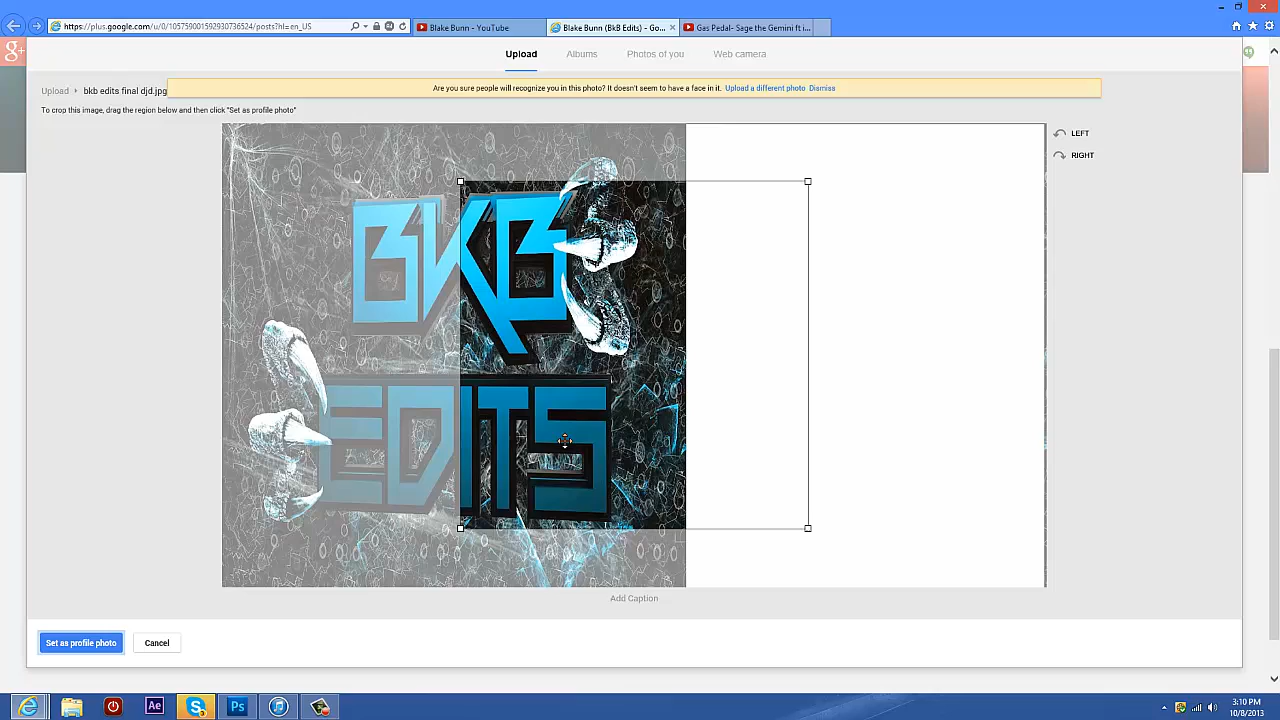 https://plus.google.com/u/0/105759001592930736524/posts?hl=en_US
Blake Bunn - YouTube
Blake Bunn (BkB Edits) - Go...
Gas Pedal- Sage the Gemini ft i...
Upload
Albums
Photos of you
Web camera
Upload
bkb edits final djd.jpg
Are you sure people will recognize you in this photo? It doesn't seem to have a face in it. Upload a different photo Dismiss
To crop this image, drag the region below and then click "Set as profile photo"
LEFT
RIGHT
BKB
EDITS
Add Caption
Set as profile photo
Cancel
Ae
Ps
3:10 PM
10/8/2013